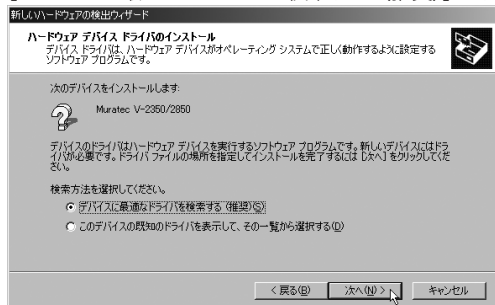 新しいハードウェアの検出ウィザード
ハードウェア デバイス ドライバのインストール
デバイス ドライバは、ハードウェア デバイスがオペレーティング システムで正しく動作するように設定する
ソフトウェア プログラムです。
次のデバイスをインストールします:
Muratec V-2350/2850
デバイスのドライバはハードウェア デバイスを実行するソフトウェア プログラムです。新しいデバイスにはドラ
イバが必要です。ドライバ ファイルの場所を指定してインストールを完了するには [次へ] をクリックしてくだ
さい。
検索方法を選択してください。
デバイスに最適なドライバを検索する (推奨)(S)
このデバイスの既知のドライバを表示して、その一覧から選択する(D)
< 戻る(B) 次へ(N) > キャンセル